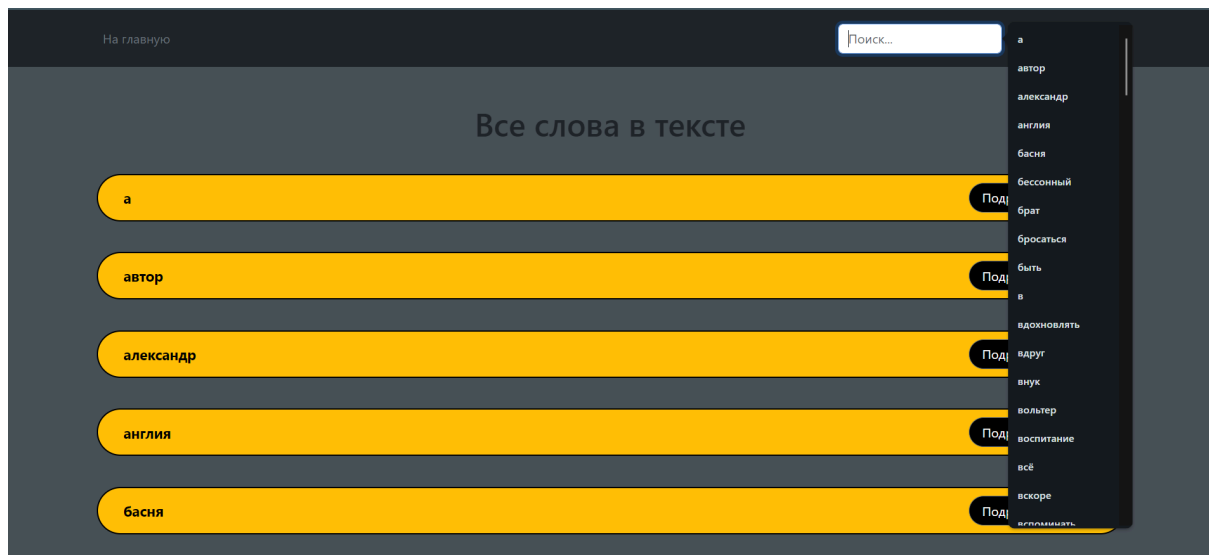 На главную
Поиск...
Все слова в тексте
а
автор
александр
англия
басня
а
автор
александр
англия
басня
бессонный
брат
бросаться
быть
в
вдохновлять
вдруг
внук
вольтер
воспитание
всё
вскоре
вспоминать